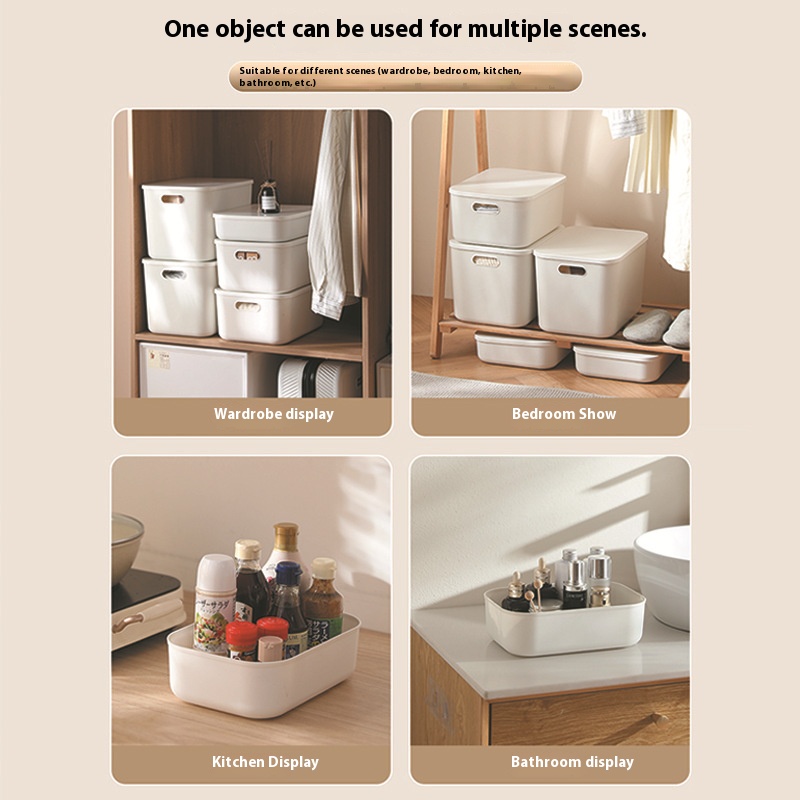 One object can be used for multiple scenes.
Suitable for different scenes (wardrobe, bedroom, kitchen,
bathroom, etc.)
Wardrobe display
Bedroom Show
Kitchen Display
Bathroom display